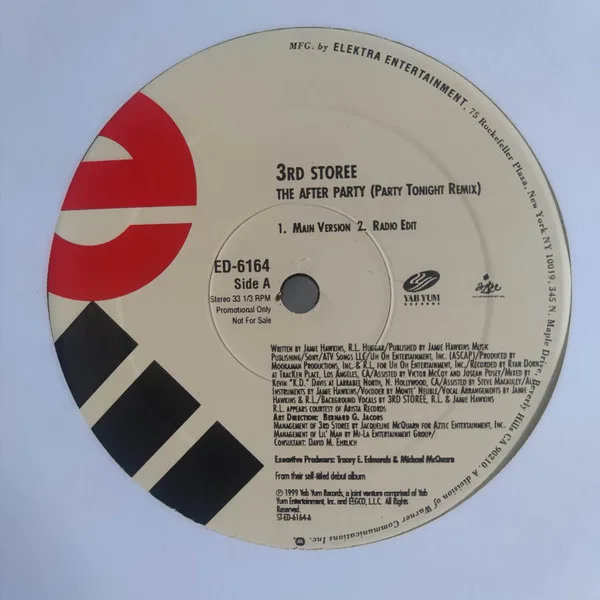 MFG. by ELEKTRA ENTERTAINMENT, 75 Rockefeller Plaza, New York NY 10019, 345 N. Maple Drive, Beverly Hills CA 90210. A division of Warner Communications Inc.
e
3RD STOREE
THE AFTER PARTY (PARTY TONIGHT REMIX)
1. MAIN VERSION 2. RADIO EDIT
ED-6164
Side A
Stereo 33 1/3 RPM
Promotional Only
Not For Sale
YAB YUM
RECORDS
WRITTEN BY JAMIE HAWKINS, R.L. HUGGAR/PUBLISHED BY JAMIE HAWKINS MUSIC
PUBLISHING/SONY/ATV SONGS LLC/UH OH ENTERTAINMENT, INC. (ASCAP)/PRODUCED BY
MOOKAMAN PRODUCTIONS, INC. & R.L. FOR UH OH ENTERTAINMENT, INC./RECORDED BY RYAN DORN
AT TRACKEN PLACE, LOS ANGELES, CA/ASSISTED BY VICTOR MCCOY AND JOSEAN POSEY/MIXED BY
KEVIN "K.D." DAVIS AT LARRABEE NORTH, N. HOLLYWOOD, CA/ASSISTED BY STEVE MACAULEY/ALL
INSTRUMENTS BY JAMIE HAWKINS/VOCODER BY MONTE' NEUBLE/VOCAL ARRANGEMENTS BY JAMIE
HAWKINS & R.L./BACKGROUND VOCALS BY 3RD STOREE, R.L. & JAMIE HAWKINS
R.L. APPEARS COURTESY OF ARISTA RECORDS
ART DIRECTION: BERNARD G. JACOBS
MANAGEMENT OF 3RD STOREE BY JACQUELINE MCQUARN FOR AZTEC ENTERTAINMENT, INC.
MANAGEMENT OF LIL' MAN BY MI-LA ENTERTAINMENT GROUP/
CONSULTANT: DAVID M. EHRLICH
Executive Producers: Tracey E. Edmonds & Michael McQuarn
From their self-titled debut album
℗ 1999 Yab Yum Records, a joint venture comprised of Yab
Yum Entertainment, Inc. and EEGCO, L.L.C. All Rights
Reserved.
ST-ED-6164-A